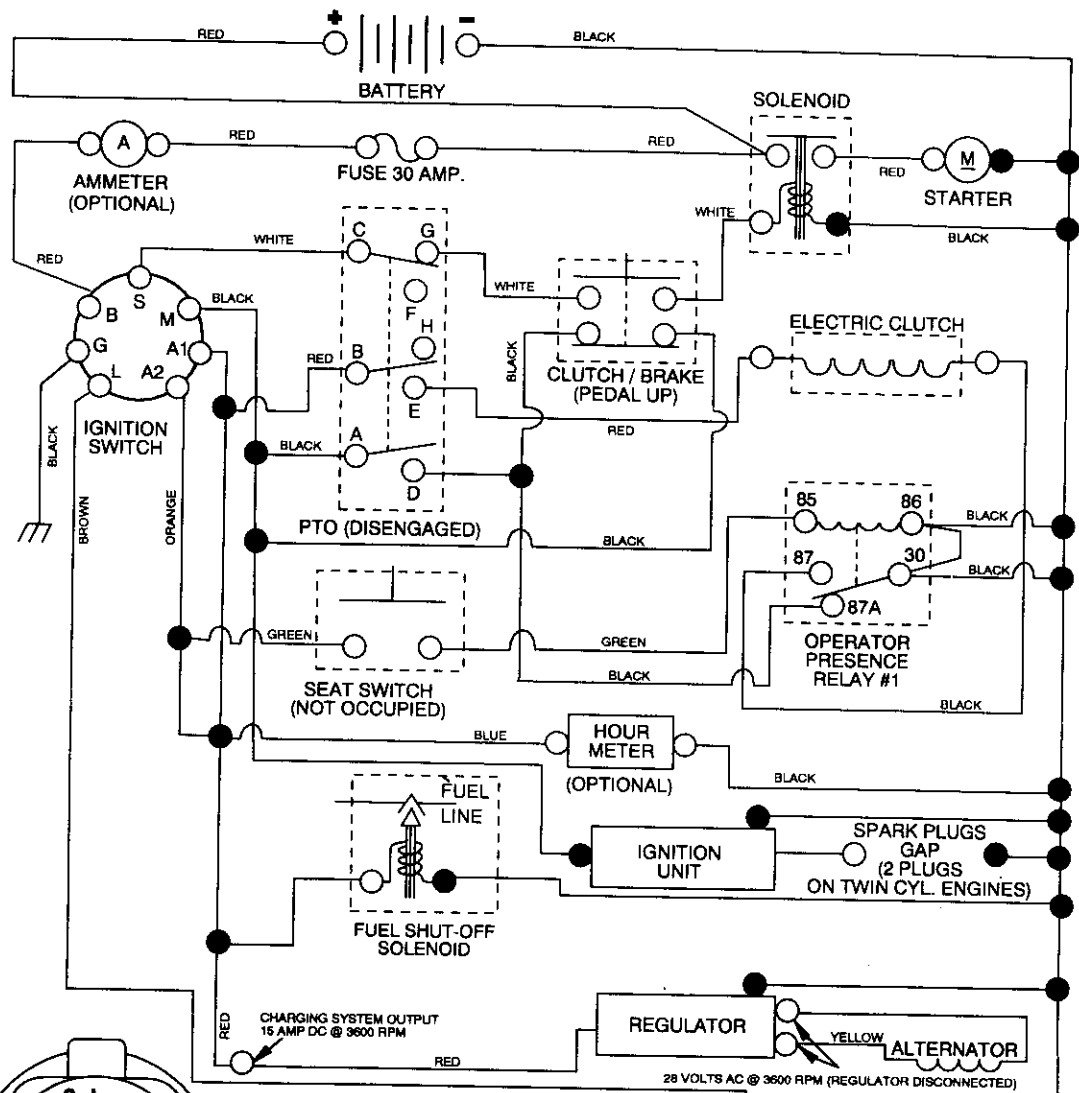 + −
RED
BLACK
BATTERY
SOLENOID
A
RED
RED
FUSE 30 AMP.
AMMETER
(OPTIONAL)
RED
M
STARTER
WHITE
BLACK
C G
WHITE
RED
S
B M
BLACK
F
WHITE
H
G A1
L A2
RED
B
BLACK
ELECTRIC CLUTCH
CLUTCH / BRAKE
(PEDAL UP)
E
IGNITION
SWITCH
RED
A
BLACK
BLACK
D
BROWN
ORANGE
PTO (DISENGAGED)
85 86
BLACK
BLACK
87 30
BLACK
87A
GREEN
GREEN
OPERATOR
PRESENCE
RELAY #1
SEAT SWITCH
(NOT OCCUPIED)
BLACK
BLACK
BLUE
HOUR
METER
(OPTIONAL)
BLACK
FUEL
LINE
IGNITION
UNIT
SPARK PLUGS
GAP
(2 PLUGS
ON TWIN CYL. ENGINES)
FUEL SHUT-OFF
SOLENOID
RED
CHARGING SYSTEM OUTPUT
15 AMP DC @ 3600 RPM
REGULATOR
YELLOW
ALTERNATOR
RED
28 VOLTS AC @ 3600 RPM (REGULATOR DISCONNECTED)